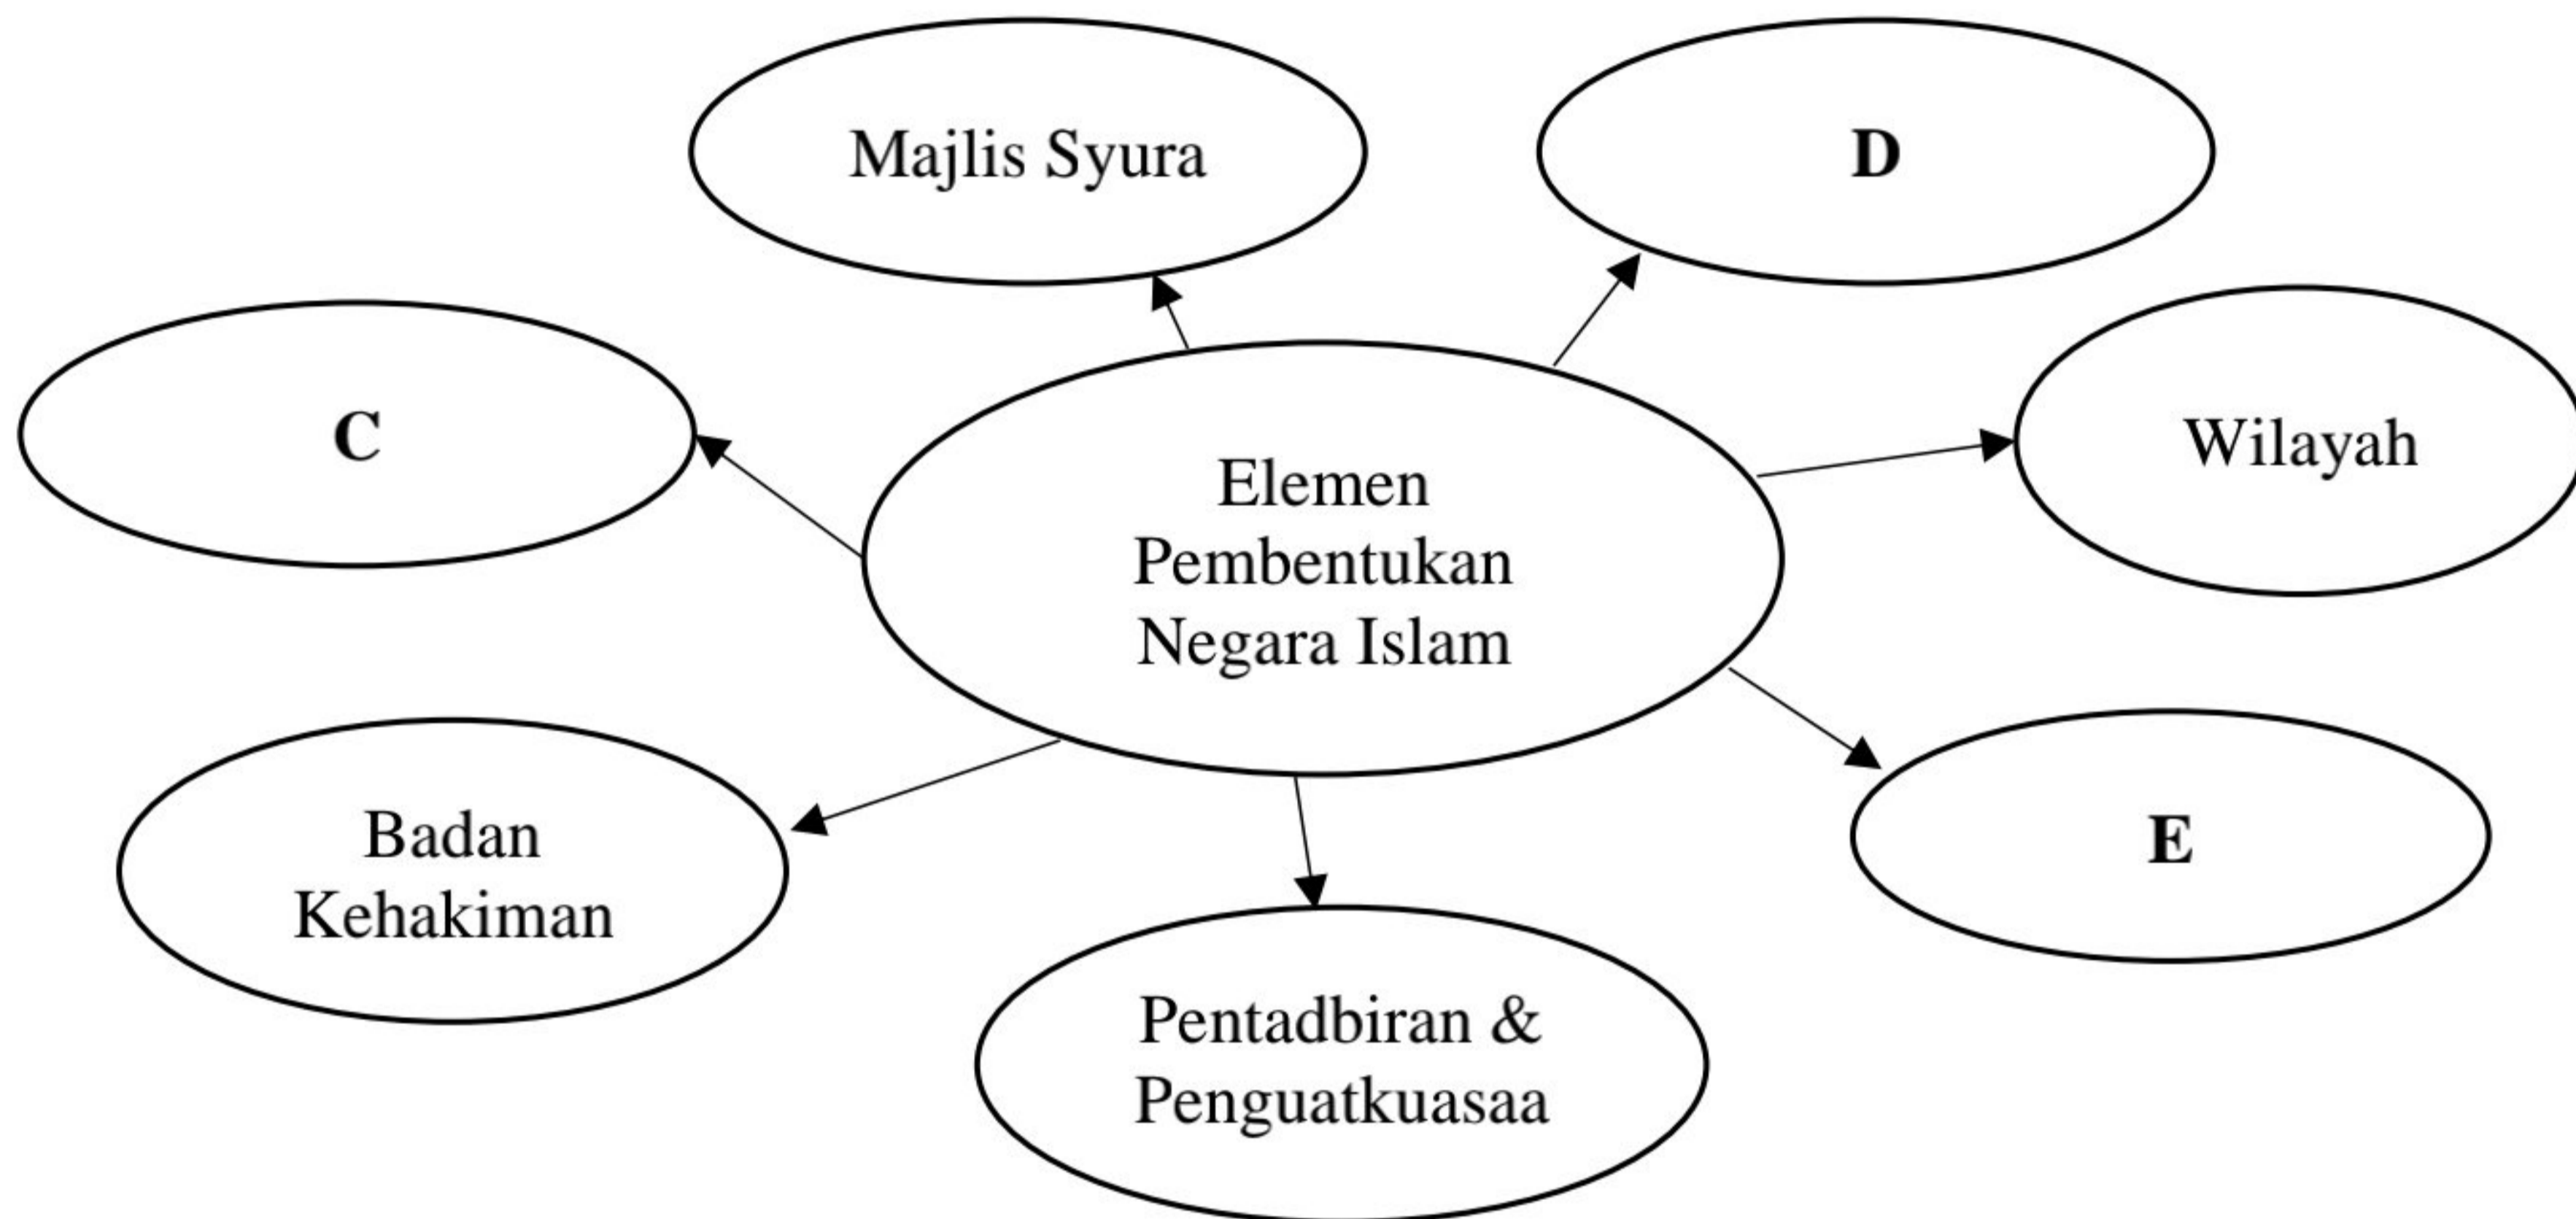 Majlis Syura
D
C
Wilayah
Elemen
Pembentukan
Negara Islam
E
Badan
Kehakiman
Pentadbiran &
Penguatkuasaa